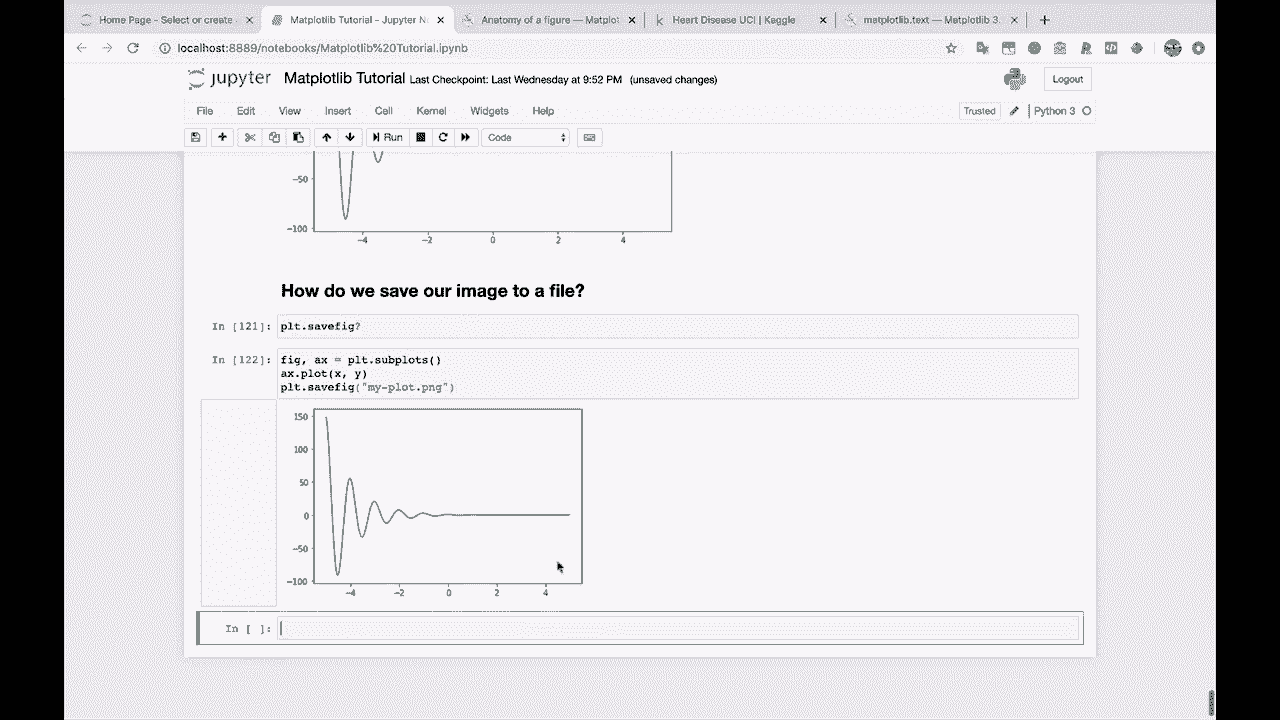 Home Page - Select or create
Matplotlib Tutorial - Jupyter N
Anatomy of a figure — Matplot
Heart Disease UCI | Kaggle
matplotlib.text — Matplotlib 3.
localhost:8889/notebooks/Matplotlib%20Tutorial.ipynb
jupyter Matplotlib Tutorial Last Checkpoint: Last Wednesday at 9:52 PM (unsaved changes) Logout
File Edit View Insert Cell Kernel Widgets Help Trusted Python 3
Run Code
-50
-100
-4 -2 0 2 4
How do we save our image to a file?
In [121]: plt.savefig?
In [122]: fig, ax = plt.subplots()
ax.plot(x, y)
plt.savefig("my-plot.png")
150
100
50
0
-50
-100
-4 -2 0 2 4
In [ ]: